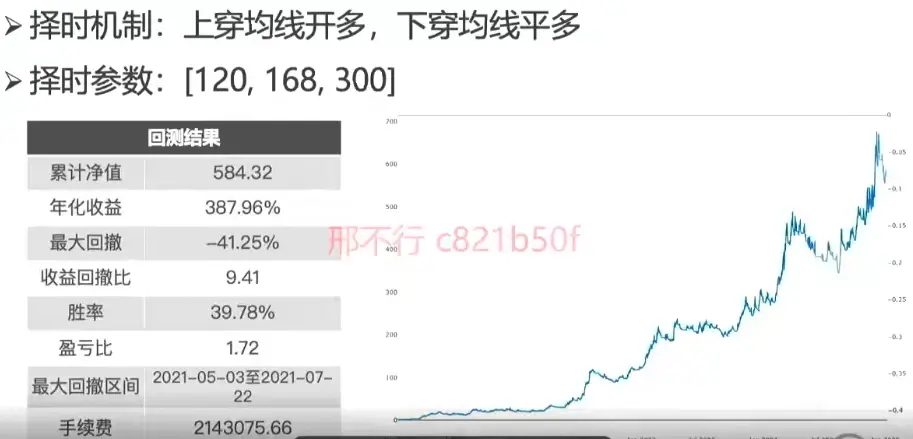 ➢ 择时机制：上穿均线开多，下穿均线平多
➢ 择时参数：[120, 168, 300]
回测结果
累计净值 584.32
年化收益 387.96%
最大回撤 -41.25%
收益回撤比 9.41
胜率 39.78%
盈亏比 1.72
最大回撤区间 2021-05-03至2021-07-
22
手续费 2143075.66
700
600
500
400
300
200
100
0
0
-0.05
-0.1
-0.15
-0.2
-0.25
-0.3
-0.35
-0.4
邢不行 c821b50f